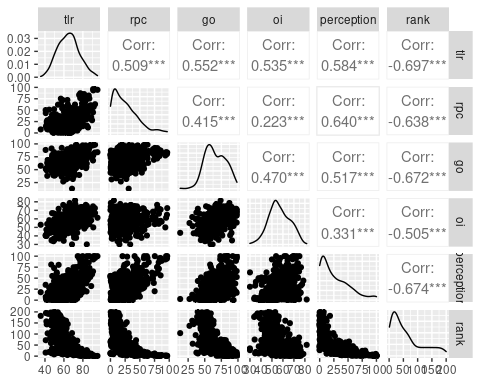 tlr rpc go oi perception rank
0.03
0.02
0.01
0.00
Corr:
0.509***
Corr:
0.552***
Corr:
0.535***
Corr:
0.584***
Corr:
-0.697***
tlr
100
75
50
25
0
Corr:
0.415***
Corr:
0.223***
Corr:
0.640***
Corr:
-0.638***
rpc
100
75
50
25
Corr:
0.470***
Corr:
0.517***
Corr:
-0.672***
go
80
70
60
50
40
30
Corr:
0.331***
Corr:
-0.505***
oi
100
75
50
25
0
Corr:
-0.674***
perception
200
150
100
50
0
rank
40 60 80 0 25 50 75 100 25 50 75 100 30 40 50 60 70 80 0 25 50 75 100 0 50 100 150 200